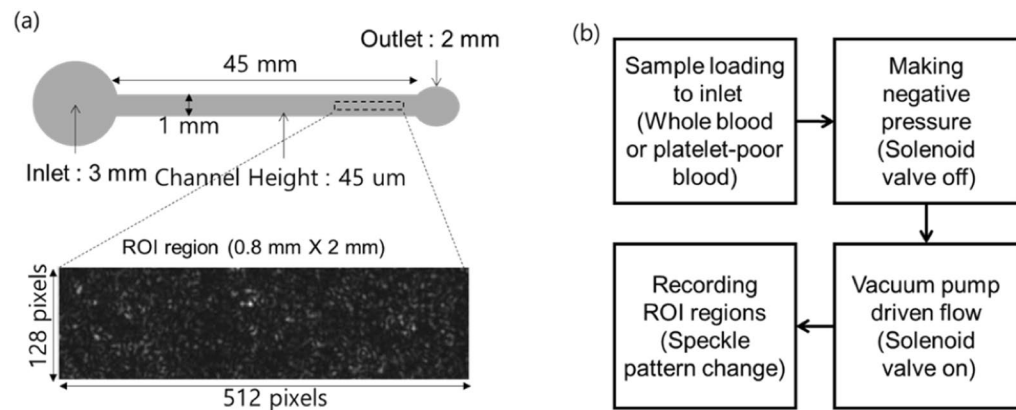 (a)
Outlet : 2 mm
45 mm
1 mm
Inlet : 3 mm
Channel Height : 45 um
ROI region (0.8 mm X 2 mm)
128 pixels
512 pixels
(b)
Sample loading
to inlet
(Whole blood
or platelet-poor
blood)
Making
negative
pressure
(Solenoid
valve off)
Vacuum pump
driven flow
(Solenoid
valve on)
Recording
ROI regions
(Speckle
pattern change)